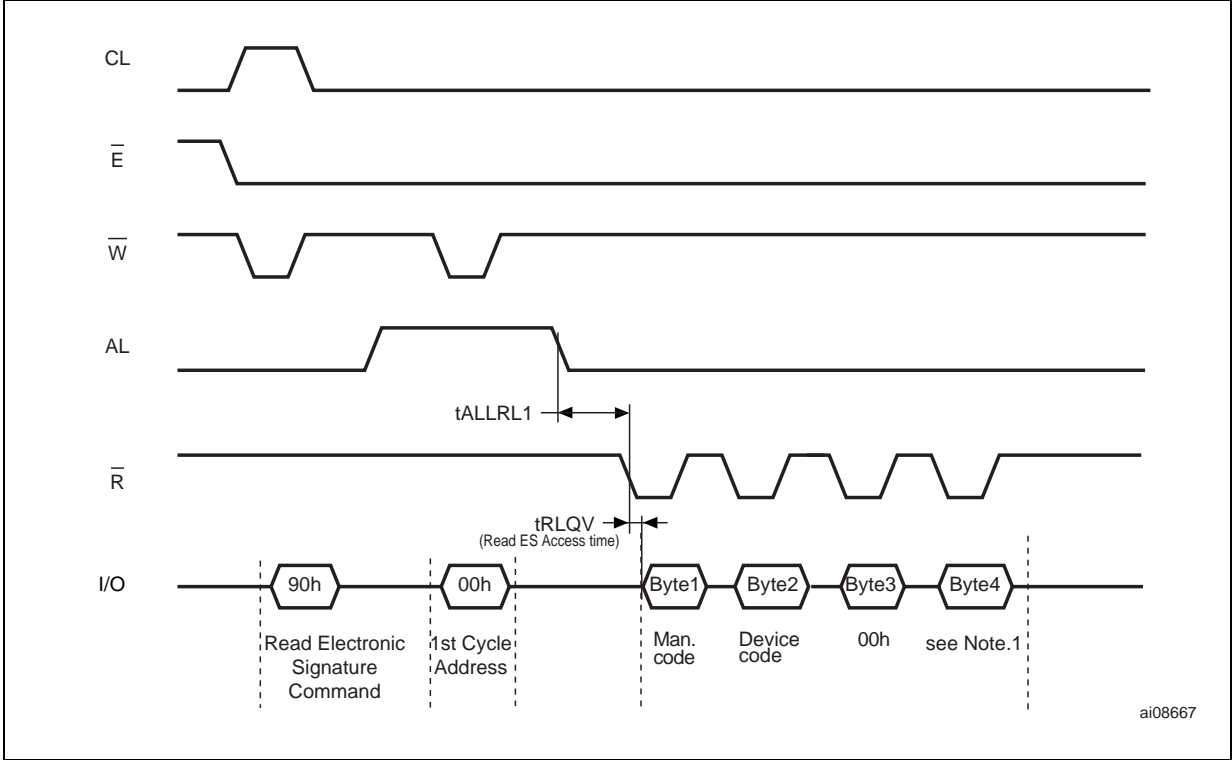 CL
E̅
W̅
AL
tALLRL1
R̅
tRLQV
(Read ES Access time)
I/O
90h
00h
Byte1
Byte2
Byte3
Byte4
Read Electronic
Signature
Command
1st Cycle
Address
Man.
code
Device
code
00h
see Note.1
ai08667